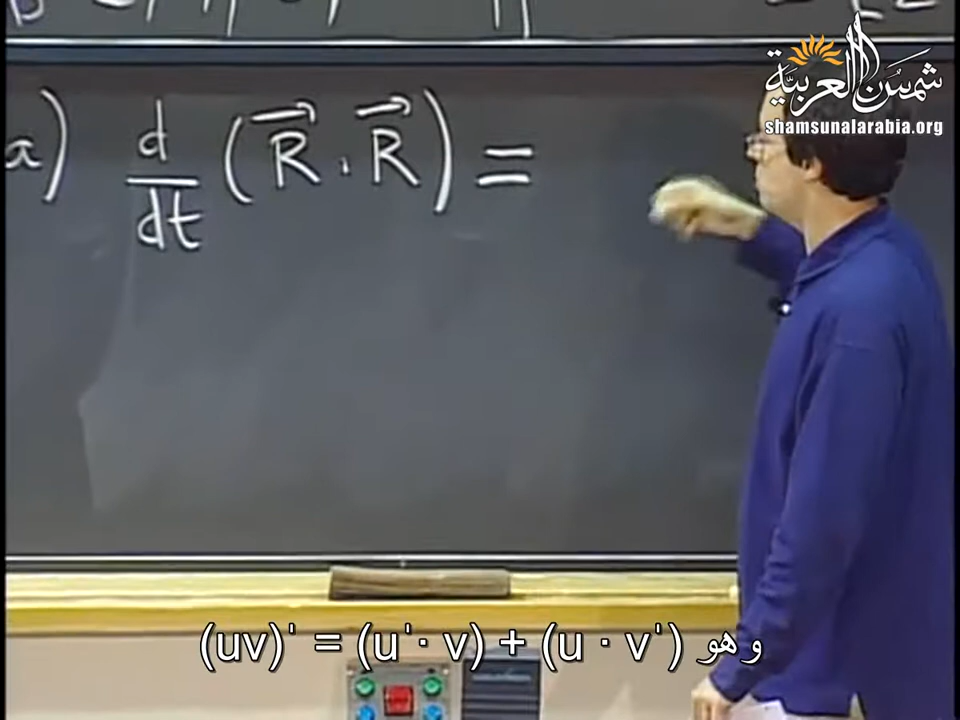 شمس العربية
shamsunalarabia.org
a) d/dt (R⃗ · R⃗) =
وهو (uv)' = (u'· v) + (u · v')